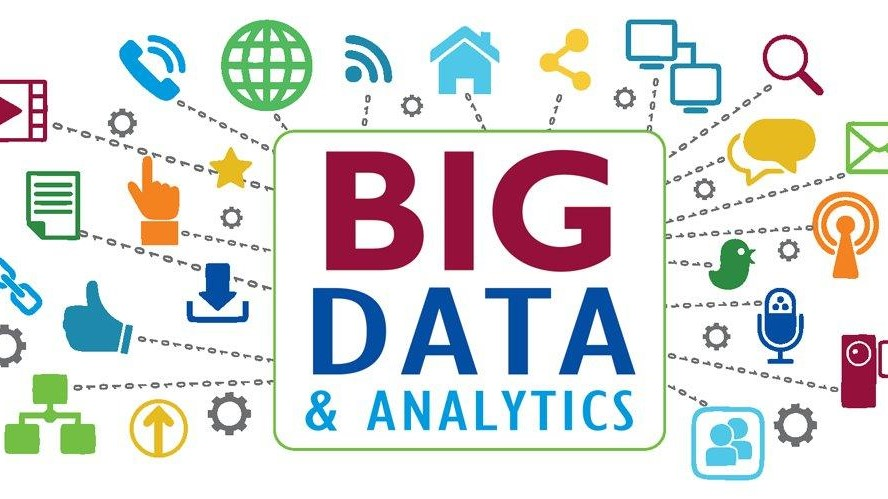 BIG
DATA
& ANALYTICS